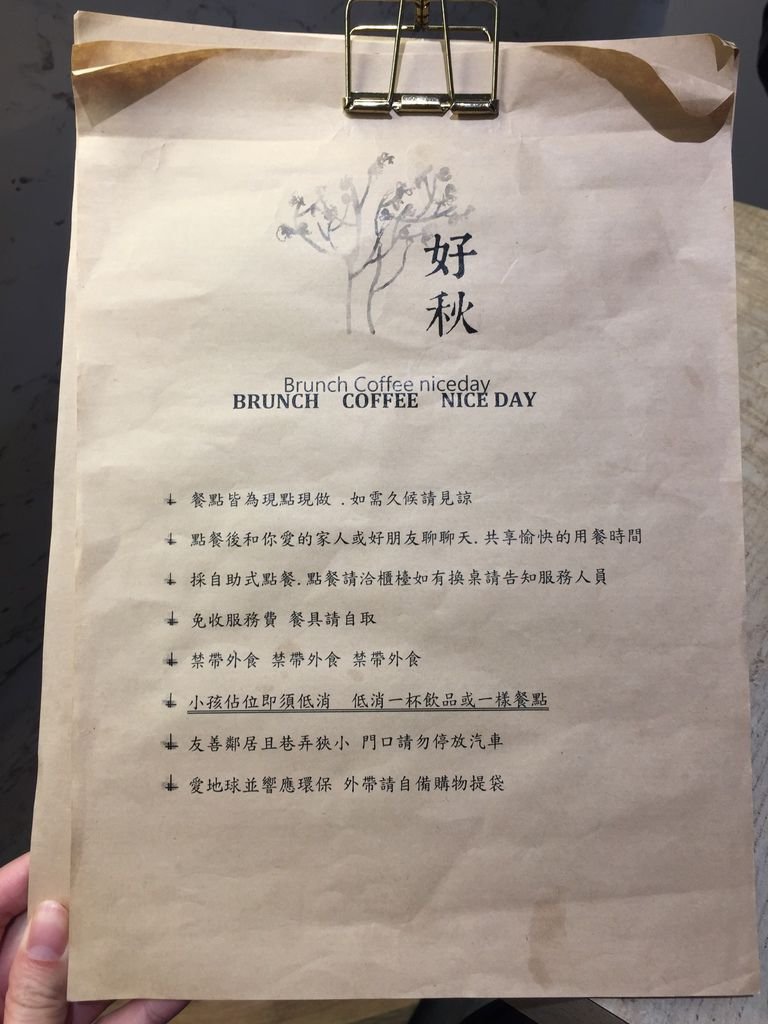 好
秋
Brunch Coffee niceday
BRUNCH COFFEE NICE DAY
餐點皆為現點現做 .如需久候請見諒
點餐後和你愛的家人或好朋友聊聊天.共享愉快的用餐時間
採自助式點餐.點餐請洽櫃檯如有換桌請告知服務人員
免收服務費 餐具請自取
禁帶外食 禁帶外食 禁帶外食
小孩佔位即須低消 低消一杯飲品或一樣餐點
友善鄰居且巷弄狹小 門口請勿停放汽車
愛地球並響應環保 外帶請自備購物提袋